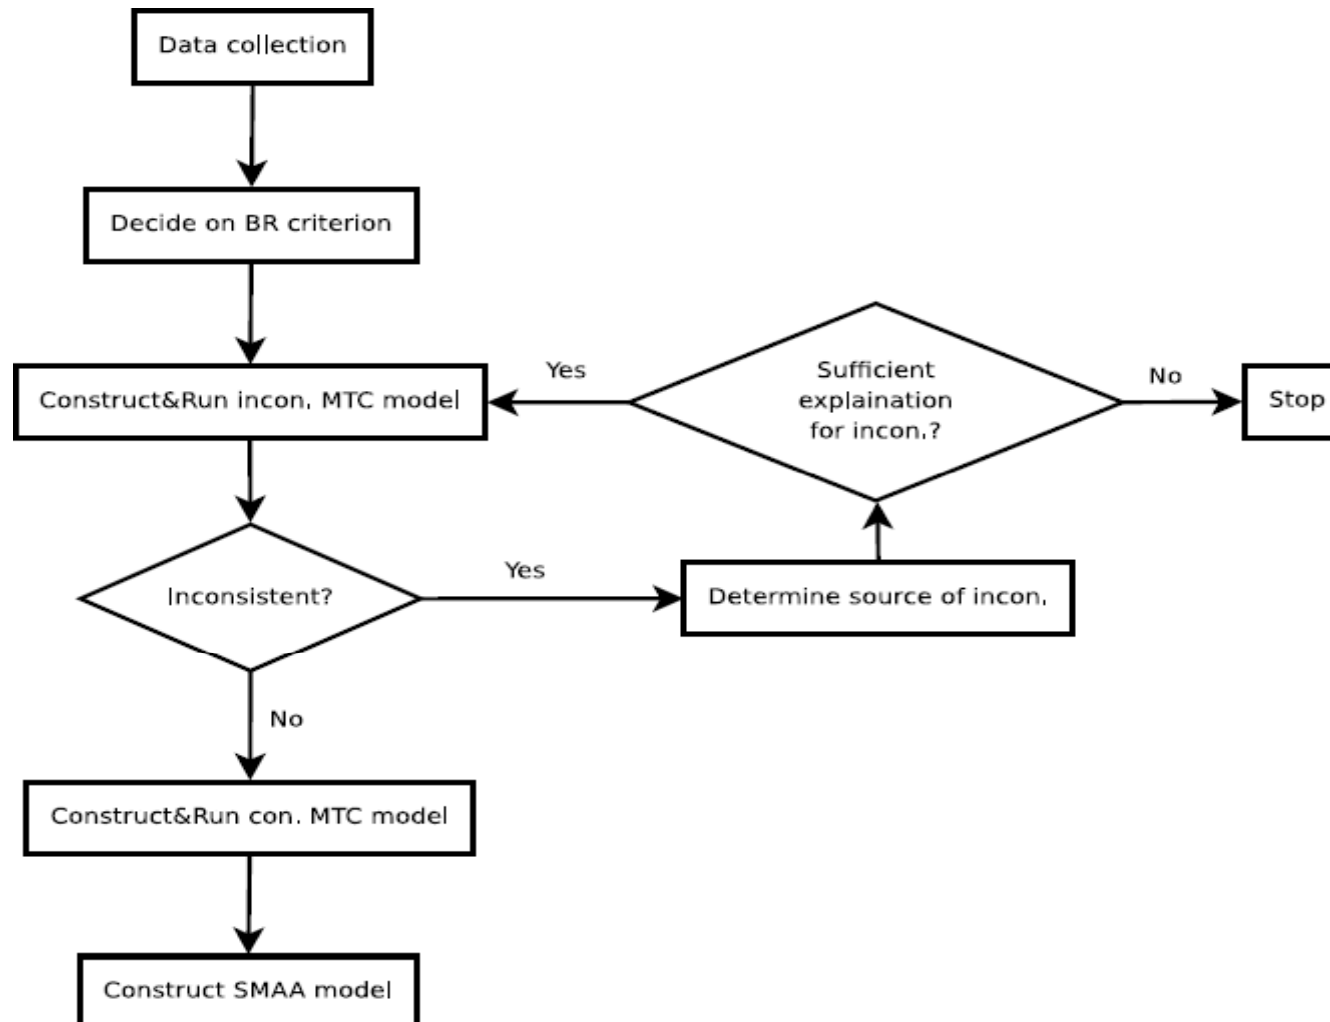 Data collection
Decide on BR criterion
Construct&Run incon. MTC model
Yes
Sufficient
explaination
for incon.?
No
Stop
Inconsistent?
Yes
Determine source of incon.
No
Construct&Run con. MTC model
Construct SMAA model